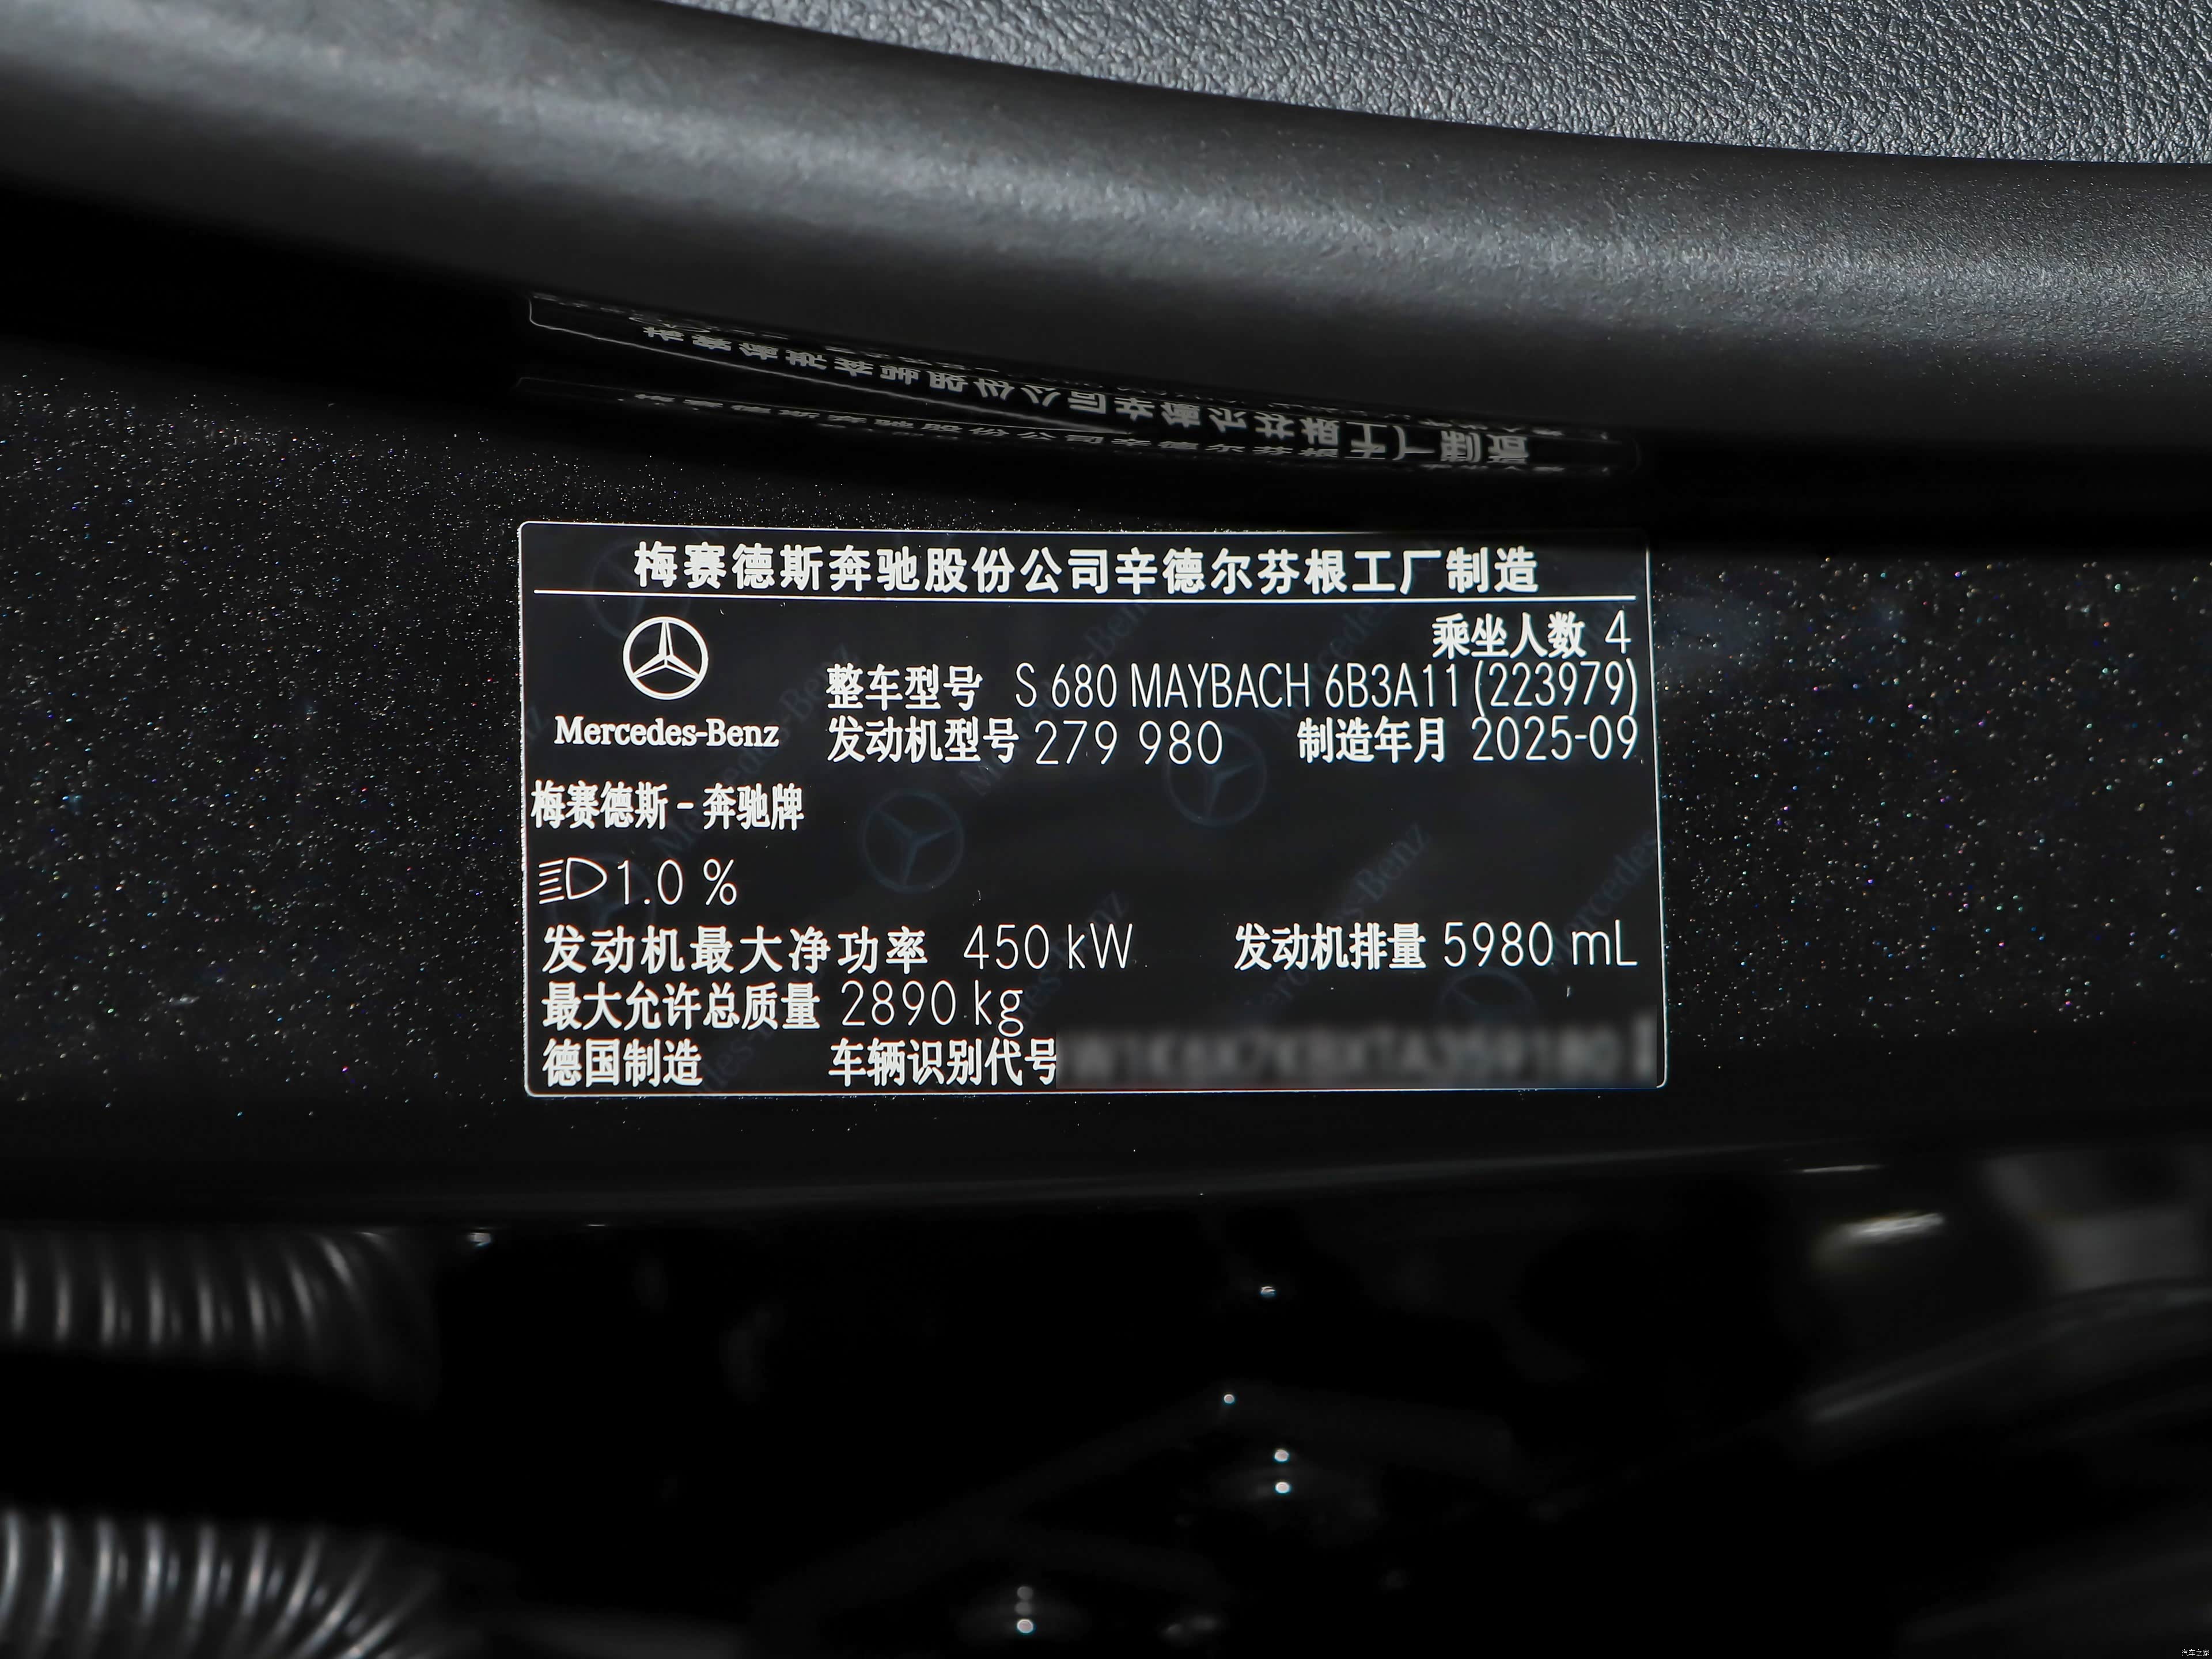 梅赛德斯奔驰股份公司辛德尔芬根工厂制造
乘坐人数 4
整车型号 S 680 MAYBACH 6B3A11 (223979)
Mercedes-Benz
发动机型号 279 980 制造年月 2025-09
梅赛德斯-奔驰牌
1.0 %
发动机最大净功率 450 kW 发动机排量 5980 mL
最大允许总质量 2890 kg
德国制造 车辆识别代号
汽车之家